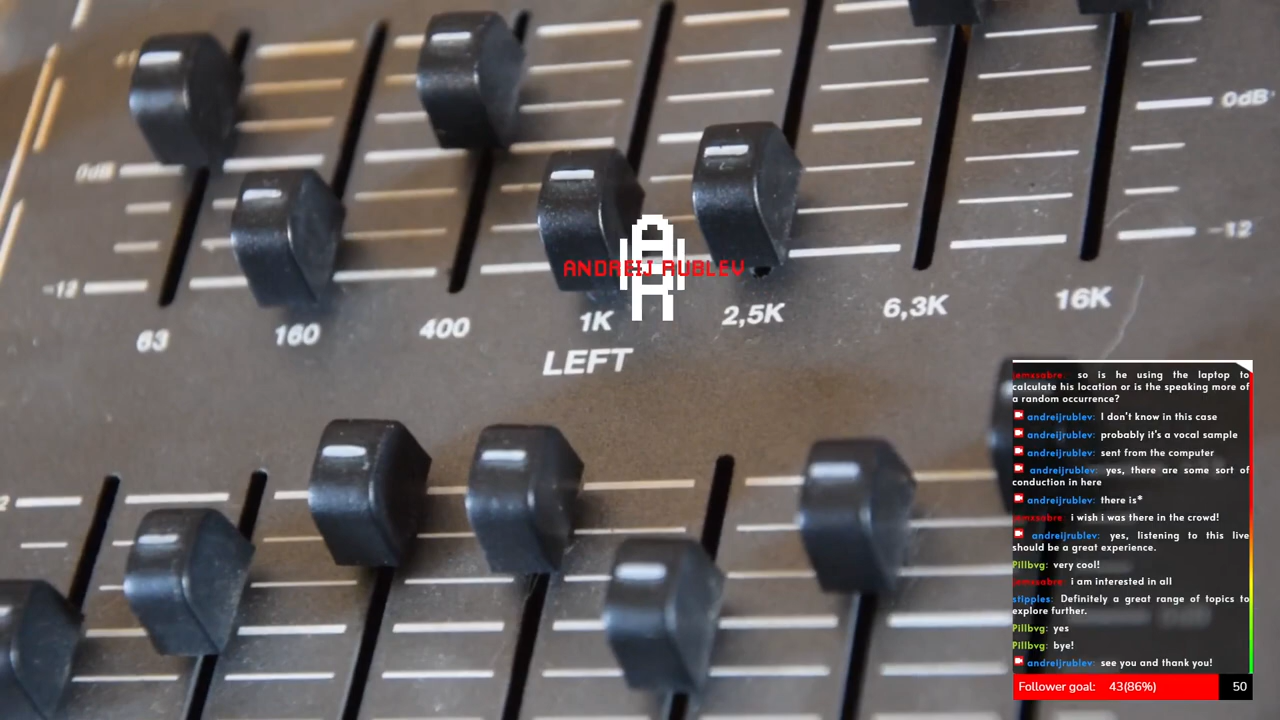 0dB
0dB
-12
-12
63
160
400
1K
2,5K
6,3K
16K
LEFT
ANDREIJ RUBLEV
so is he using the laptop to
calculate his location or is the speaking more of
a random occurrence?
andreijrublev: I don't know in this case
andreijrublev: probably it's a vocal sample
andreijrublev: sent from the computer
andreijrublev: yes, there are some sort of
conduction in here
andreijrublev: there is*
i wish i was there in the crowd!
andreijrublev: yes, listening to this live
should be a great experience.
Pillbvg: very cool!
i am interested in all
stipples: Definitely a great range of topics to
explore further.
Pillbvg: yes
Pillbvg: bye!
andreijrublev: see you and thank you!
Follower goal: 43(86%) 50